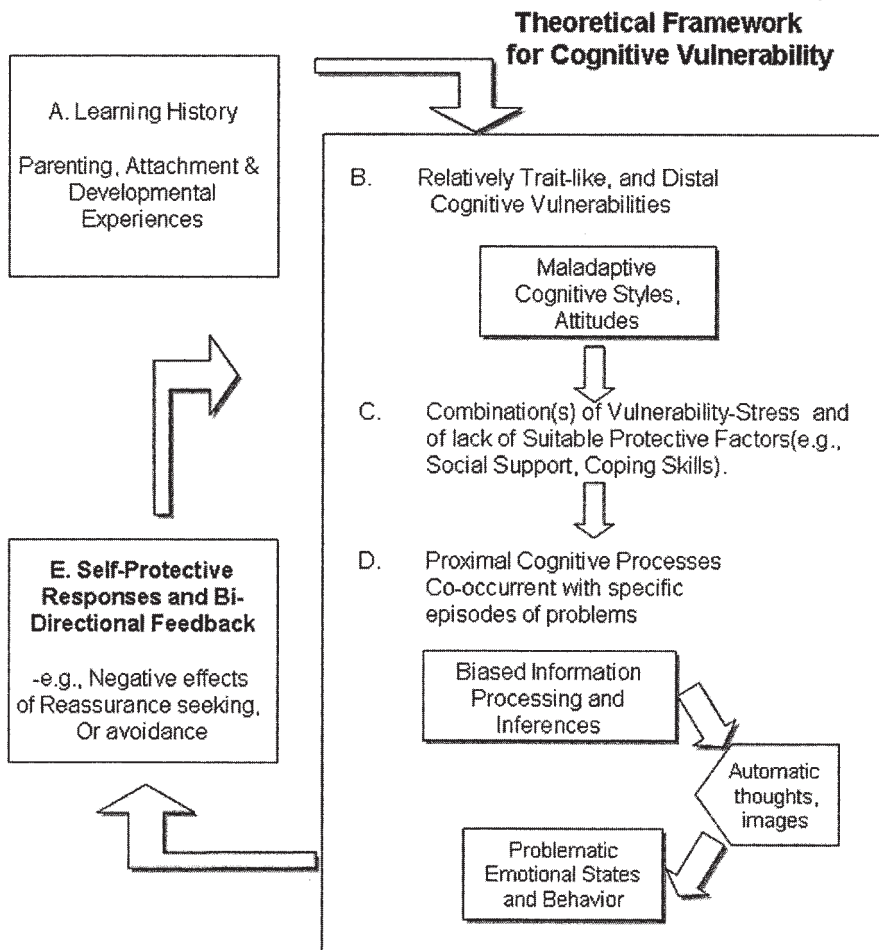 Theoretical Framework
for Cognitive Vulnerability
A. Learning History
Parenting, Attachment &
Developmental
Experiences
B. Relatively Trait-like, and Distal
Cognitive Vulnerabilities
Maladaptive
Cognitive Styles,
Attitudes
C. Combination(s) of Vulnerability-Stress and
of lack of Suitable Protective Factors(e.g.,
Social Support, Coping Skills).
D. Proximal Cognitive Processes
Co-occurrent with specific
episodes of problems
Biased Information
Processing and
Inferences
Automatic
thoughts,
images
Problematic
Emotional States
and Behavior
E. Self-Protective
Responses and Bi-
Directional Feedback
-e.g., Negative effects
of Reassurance seeking,
Or avoidance